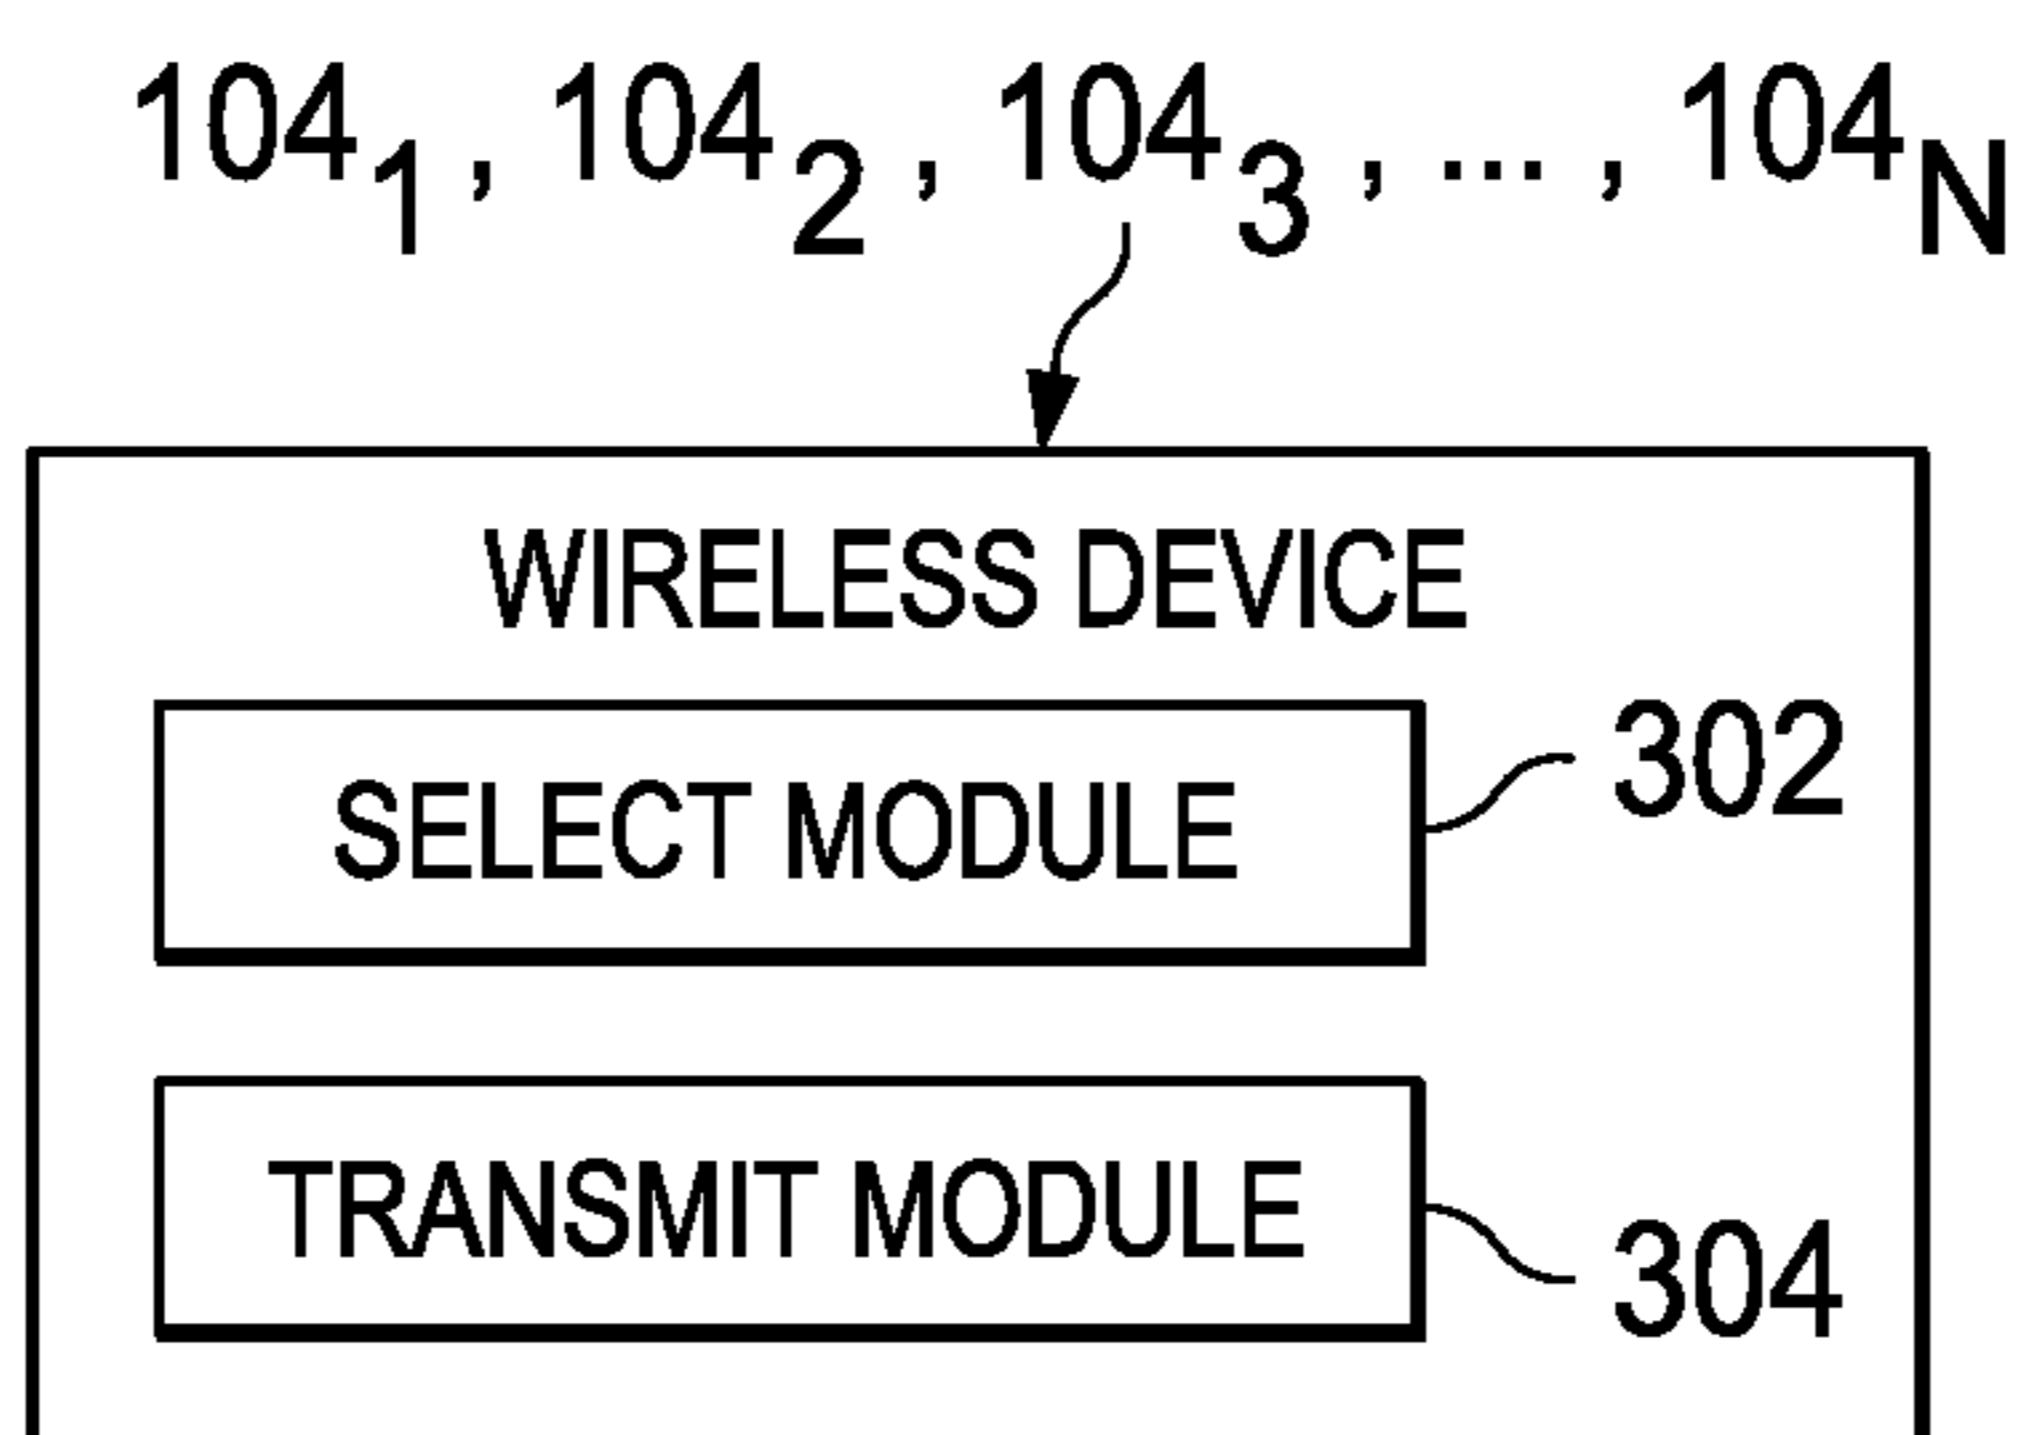 104₁ , 104₂ , 104₃ , ... , 104N
WIRELESS DEVICE
SELECT MODULE 302
TRANSMIT MODULE 304